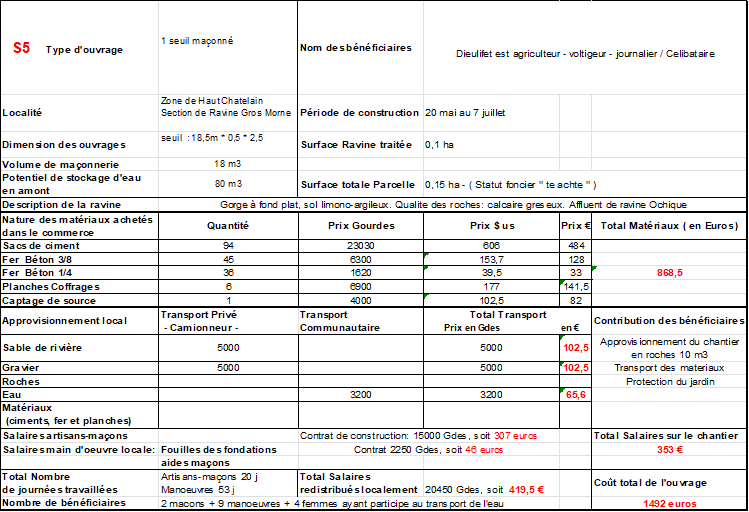 S5 Type d'ouvrage 1 seuil maçonné Nom des bénéficiaires Dieulifet est agriculteur - voltigeur - journalier / Celibataire
Localité Zone de Haut Chatelain
Section de Ravine Gros Morne Période de construction 20 mai au 7 juillet
Dimension des ouvrages seuil : 18,5m * 0,5 * 2,5 Surface Ravine traitée 0,1 ha
Volume de maçonnerie 18 m3
Potentiel de stockage d'eau
en amont 80 m3 Surface totale Parcelle 0,15 ha - ( Statut foncier " te achte " )
Description de la ravine Gorge à fond plat, sol limono-argileux. Qualite des roches: calcaire greseux. Affluent de ravine Ochique
Nature des matériaux achetés
dans le commerce Quantité Prix Gourdes Prix $ us Prix € Total Matériaux ( en Euros)
Sacs de ciment 94 23030 606 484
Fer Béton 3/8 45 6300 153,7 128
Fer Béton 1/4 36 1620 39,5 33 868,5
Planches Coffrages 6 6900 177 141,5
Captage de source 1 4000 102,5 82
Approvisionnement local Transport Privé
- Camionneur - Transport
Communautaire Total Transport
Prix en Gdes en € Contribution des bénéficiaires
Sable de rivière 5000 5000 102,5 Approvisionnement du chantier
en roches 10 m3
Gravier 5000 5000 102,5 Transport des materiaux
Roches Protection du jardin
Eau 3200 3200 65,6
Matériaux
(ciments, fer et planches)
Salaires artisans-maçons Contrat de construction: 15000 Gdes, soit 307 euros Total Salaires sur le chantier
Salaires main d'oeuvre locale: Fouilles des fondations Contrat 2250 Gdes, soit 46 euros 353 €
aides maçons
Total Nombre
de journées travaillées Artisans-maçons 20 j
Manoeuvres 53 j Total Salaires
redistribués localement 20450 Gdes, soit 419,5 € Coût total de l'ouvrage
Nombre de bénéficiaires 2 macons + 9 manoeuvres + 4 femmes ayant participe au transport de l'eau 1492 euros